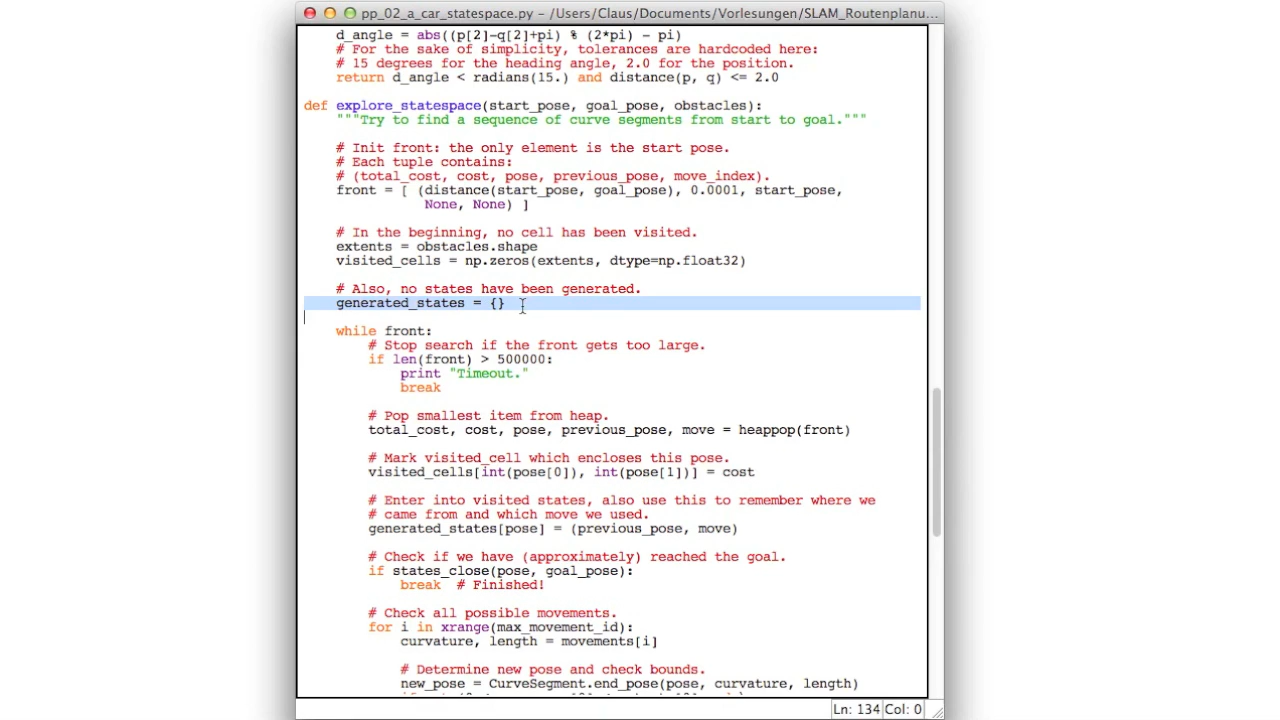 pp_02_a_car_statespace.py – /Users/Claus/Documents/Vorlesungen/SLAM_Routenplanu...
d_angle = abs((p[2]-q[2]+pi) % (2*pi) - pi)
# For the sake of simplicity, tolerances are hardcoded here:
# 15 degrees for the heading angle, 2.0 for the position.
return d_angle < radians(15.) and distance(p, q) <= 2.0
def explore_statespace(start_pose, goal_pose, obstacles):
"""Try to find a sequence of curve segments from start to goal."""
# Init front: the only element is the start pose.
# Each tuple contains:
# (total_cost, cost, pose, previous_pose, move_index).
front = [ (distance(start_pose, goal_pose), 0.0001, start_pose,
None, None) ]
# In the beginning, no cell has been visited.
extents = obstacles.shape
visited_cells = np.zeros(extents, dtype=np.float32)
# Also, no states have been generated.
generated_states = {}
while front:
# Stop search if the front gets too large.
if len(front) > 500000:
print "Timeout."
break
# Pop smallest item from heap.
total_cost, cost, pose, previous_pose, move = heappop(front)
# Mark visited_cell which encloses this pose.
visited_cells[int(pose[0]), int(pose[1])] = cost
# Enter into visited states, also use this to remember where we
# came from and which move we used.
generated_states[pose] = (previous_pose, move)
# Check if we have (approximately) reached the goal.
if states_close(pose, goal_pose):
break  # Finished!
# Check all possible movements.
for i in xrange(max_movement_id):
curvature, length = movements[i]
# Determine new pose and check bounds.
new_pose = CurveSegment.end_pose(pose, curvature, length)
Ln: 134 Col: 0